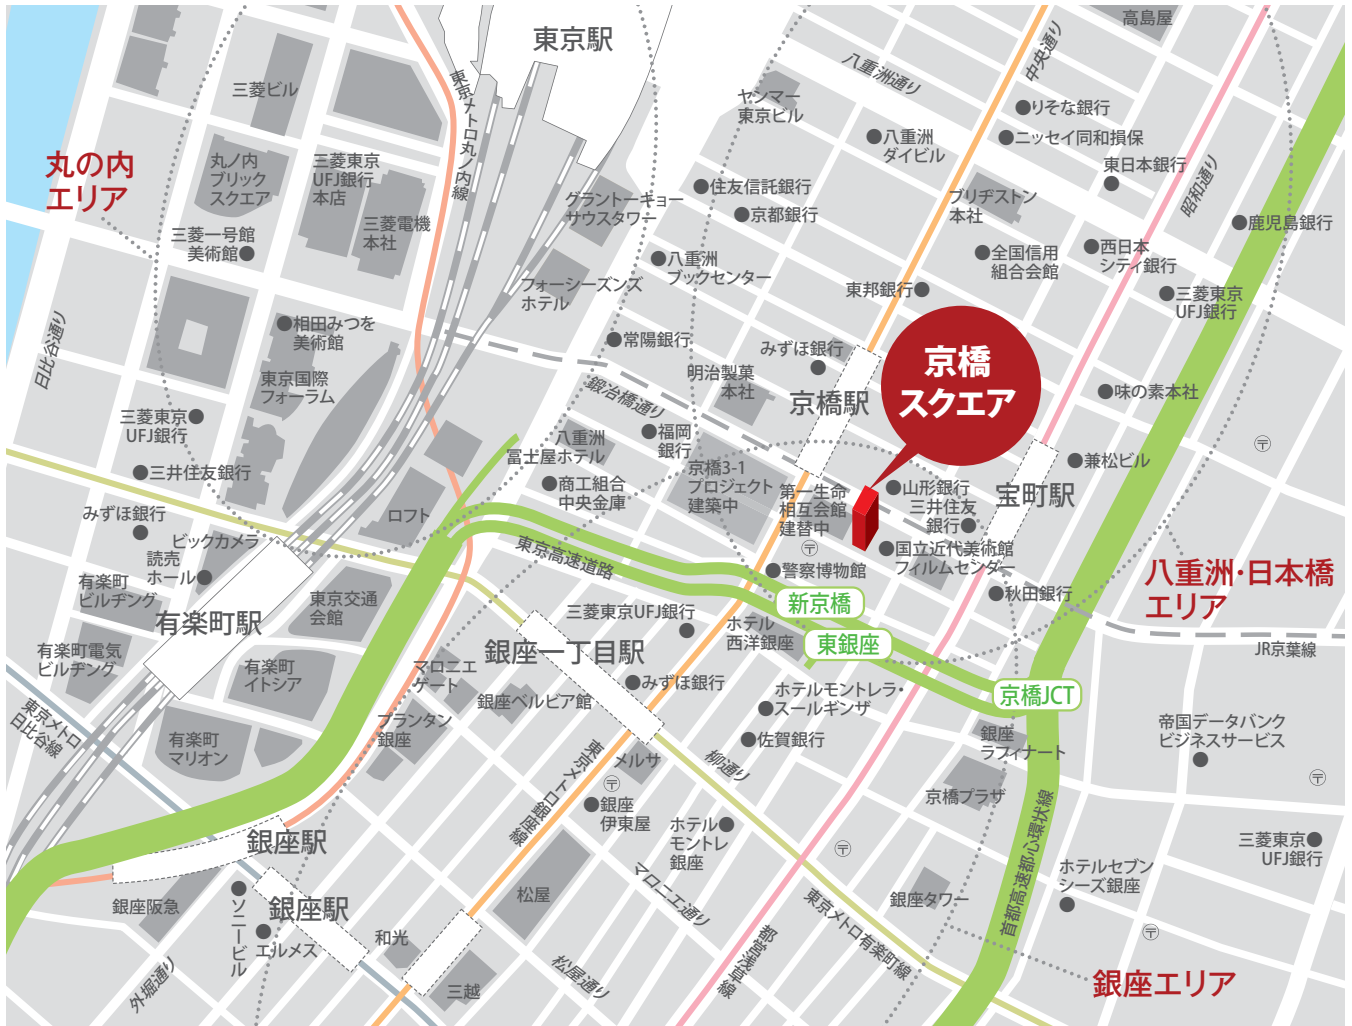 東京駅
高島屋
中央通り
八重洲通り
三菱ビル
東京メトロ丸ノ内線
ヤンマー
東京ビル
りそな銀行
ニッセイ同和損保
八重洲
ダイビル
東日本銀行
昭和通り
丸の内
エリア
丸ノ内
ブリック
スクエア
三菱東京
UFJ銀行
本店
三菱電機
本社
グラントーキョー
サウスタワー
住友信託銀行
京都銀行
ブリヂストン
本社
鹿児島銀行
三菱一号館
美術館
全国信用
組合会館
西日本
シティ銀行
八重洲
ブックセンター
フォーシーズンズ
ホテル
東邦銀行
三菱東京
UFJ銀行
日比谷通り
相田みつを
美術館
常陽銀行
みずほ銀行
京橋
スクエア
東京国際
フォーラム
鍛冶橋通り
明治製菓
本社
京橋駅
味の素本社
三菱東京
UFJ銀行
八重洲
冨士屋ホテル
福岡
銀行
兼松ビル
三井住友銀行
商工組合
中央金庫
京橋3-1
プロジェクト
建築中
第一生命
相互会館
建替中
山形銀行
三井住友
銀行
宝町駅
みずほ銀行
ロフト
ビックカメラ
読売
ホール
東京高速道路
〒
国立近代美術館
フィルムセンター
警察博物館
〒
有楽町
ビルヂング
有楽町駅
東京交通
会館
三菱東京UFJ銀行
新京橋
秋田銀行
八重洲・日本橋
エリア
ホテル
西洋銀座
東銀座
JR京葉線
有楽町電気
ビルヂング
有楽町
イトシア
マロニエ
ゲート
銀座一丁目駅
みずほ銀行
銀座ベルビア館
ホテルモントレラ・
スールギンザ
京橋JCT
東京メトロ
日比谷線
有楽町
マリオン
プランタン
銀座
佐賀銀行
銀座
ラフィナート
帝国データバンク
ビジネスサービス
メルサ
柳通り
東京メトロ銀座線
〒
〒
銀座
伊東屋
京橋プラザ
銀座駅
ホテル
モントレ
銀座
〒
首都高速都心環状線
三菱東京
UFJ銀行
ホテルセブン
シーズ銀座
松屋
マロニエ通り
銀座タワー
東京メトロ有楽町線
銀座阪急
ソニービル
銀座駅
エルメス
和光
〒
都営浅草線
松屋通り
外堀通り
三越
銀座エリア